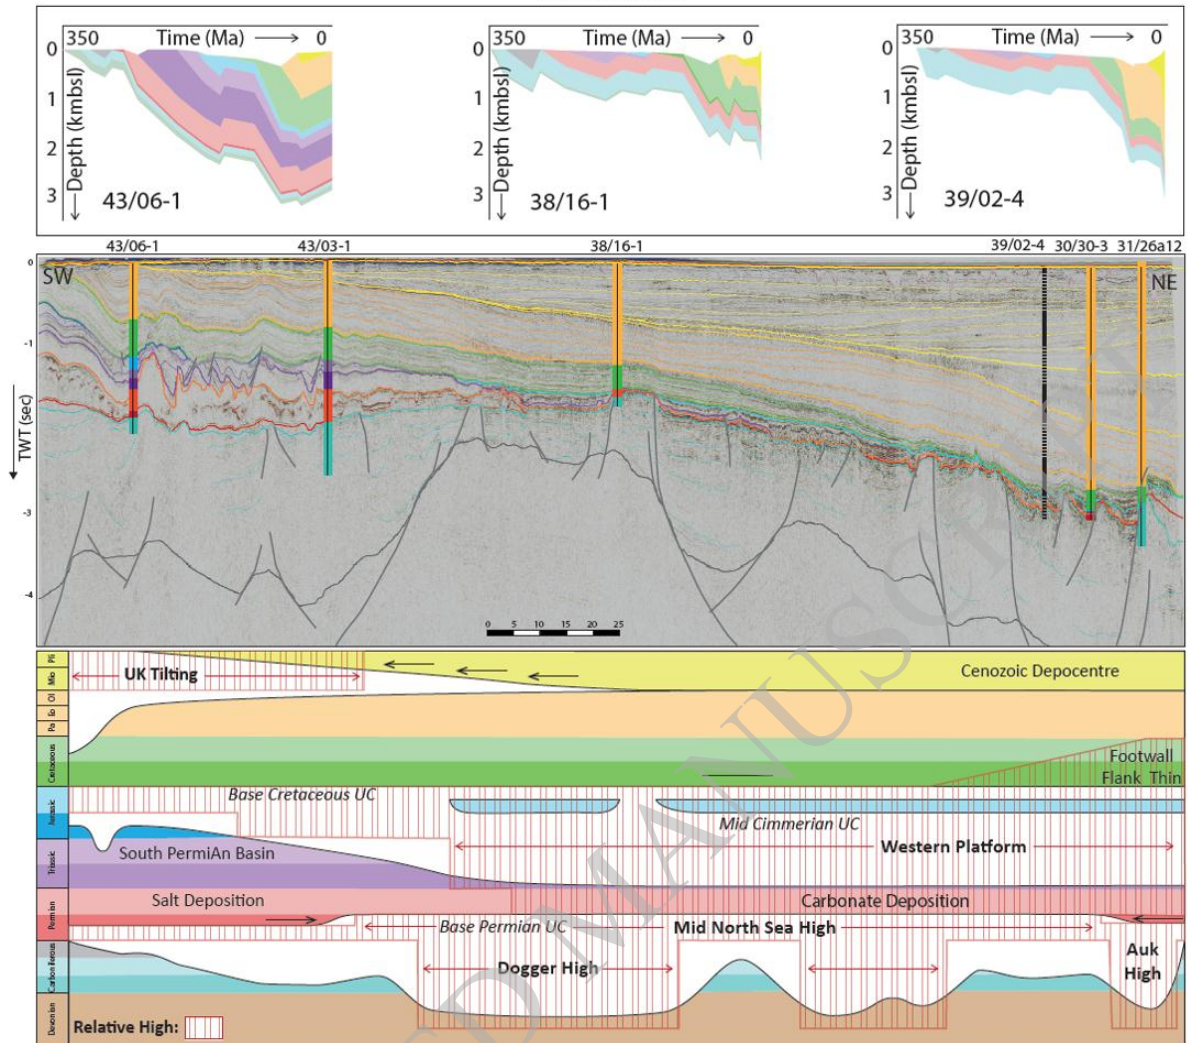 350 Time (Ma) 0
350 Time (Ma) 0
350 Time (Ma) 0
0
1
2
3
Depth (kmbsl)
43/06-1
0
1
2
3
Depth (kmbsl)
38/16-1
0
1
2
3
Depth (kmbsl)
39/02-4
43/06-1 43/03-1 38/16-1 39/02-4 30/30-3 31/26a12
SW NE
0
-1
-3
-4
TWT (sec)
0 5 10 15 20 25
Pli
Mio
Ol
Eo
Pa
Cretaceous
Jurassic
Triassic
Permian
Carboniferous
Devonian
UK Tilting
Cenozoic Depocentre
Footwall
Flank Thin
Base Cretaceous UC
Mid Cimmerian UC
South PermiAn Basin
Western Platform
Salt Deposition
Carbonate Deposition
Base Permian UC
Mid North Sea High
Dogger High
Auk
High
Relative High:
D MANUSCRIPT